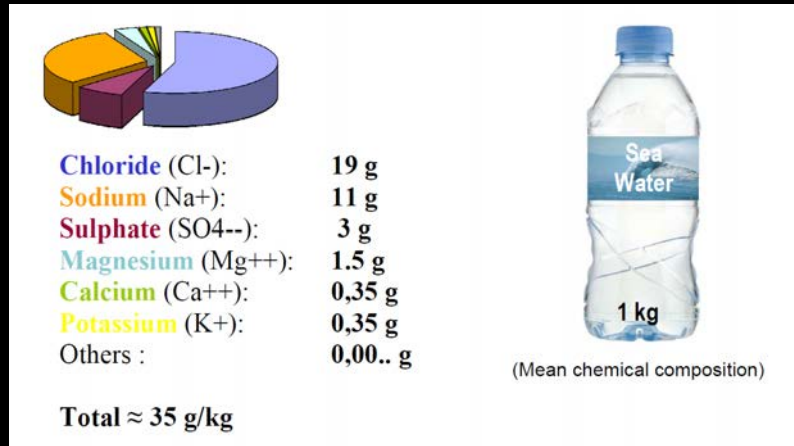 Chloride (Cl-): 19 g
Sodium (Na+): 11 g
Sulphate (SO4--): 3 g
Magnesium (Mg++): 1.5 g
Calcium (Ca++): 0,35 g
Potassium (K+): 0,35 g
Others : 0,00.. g
Total ≈ 35 g/kg
Sea
Water
1 kg
(Mean chemical composition)